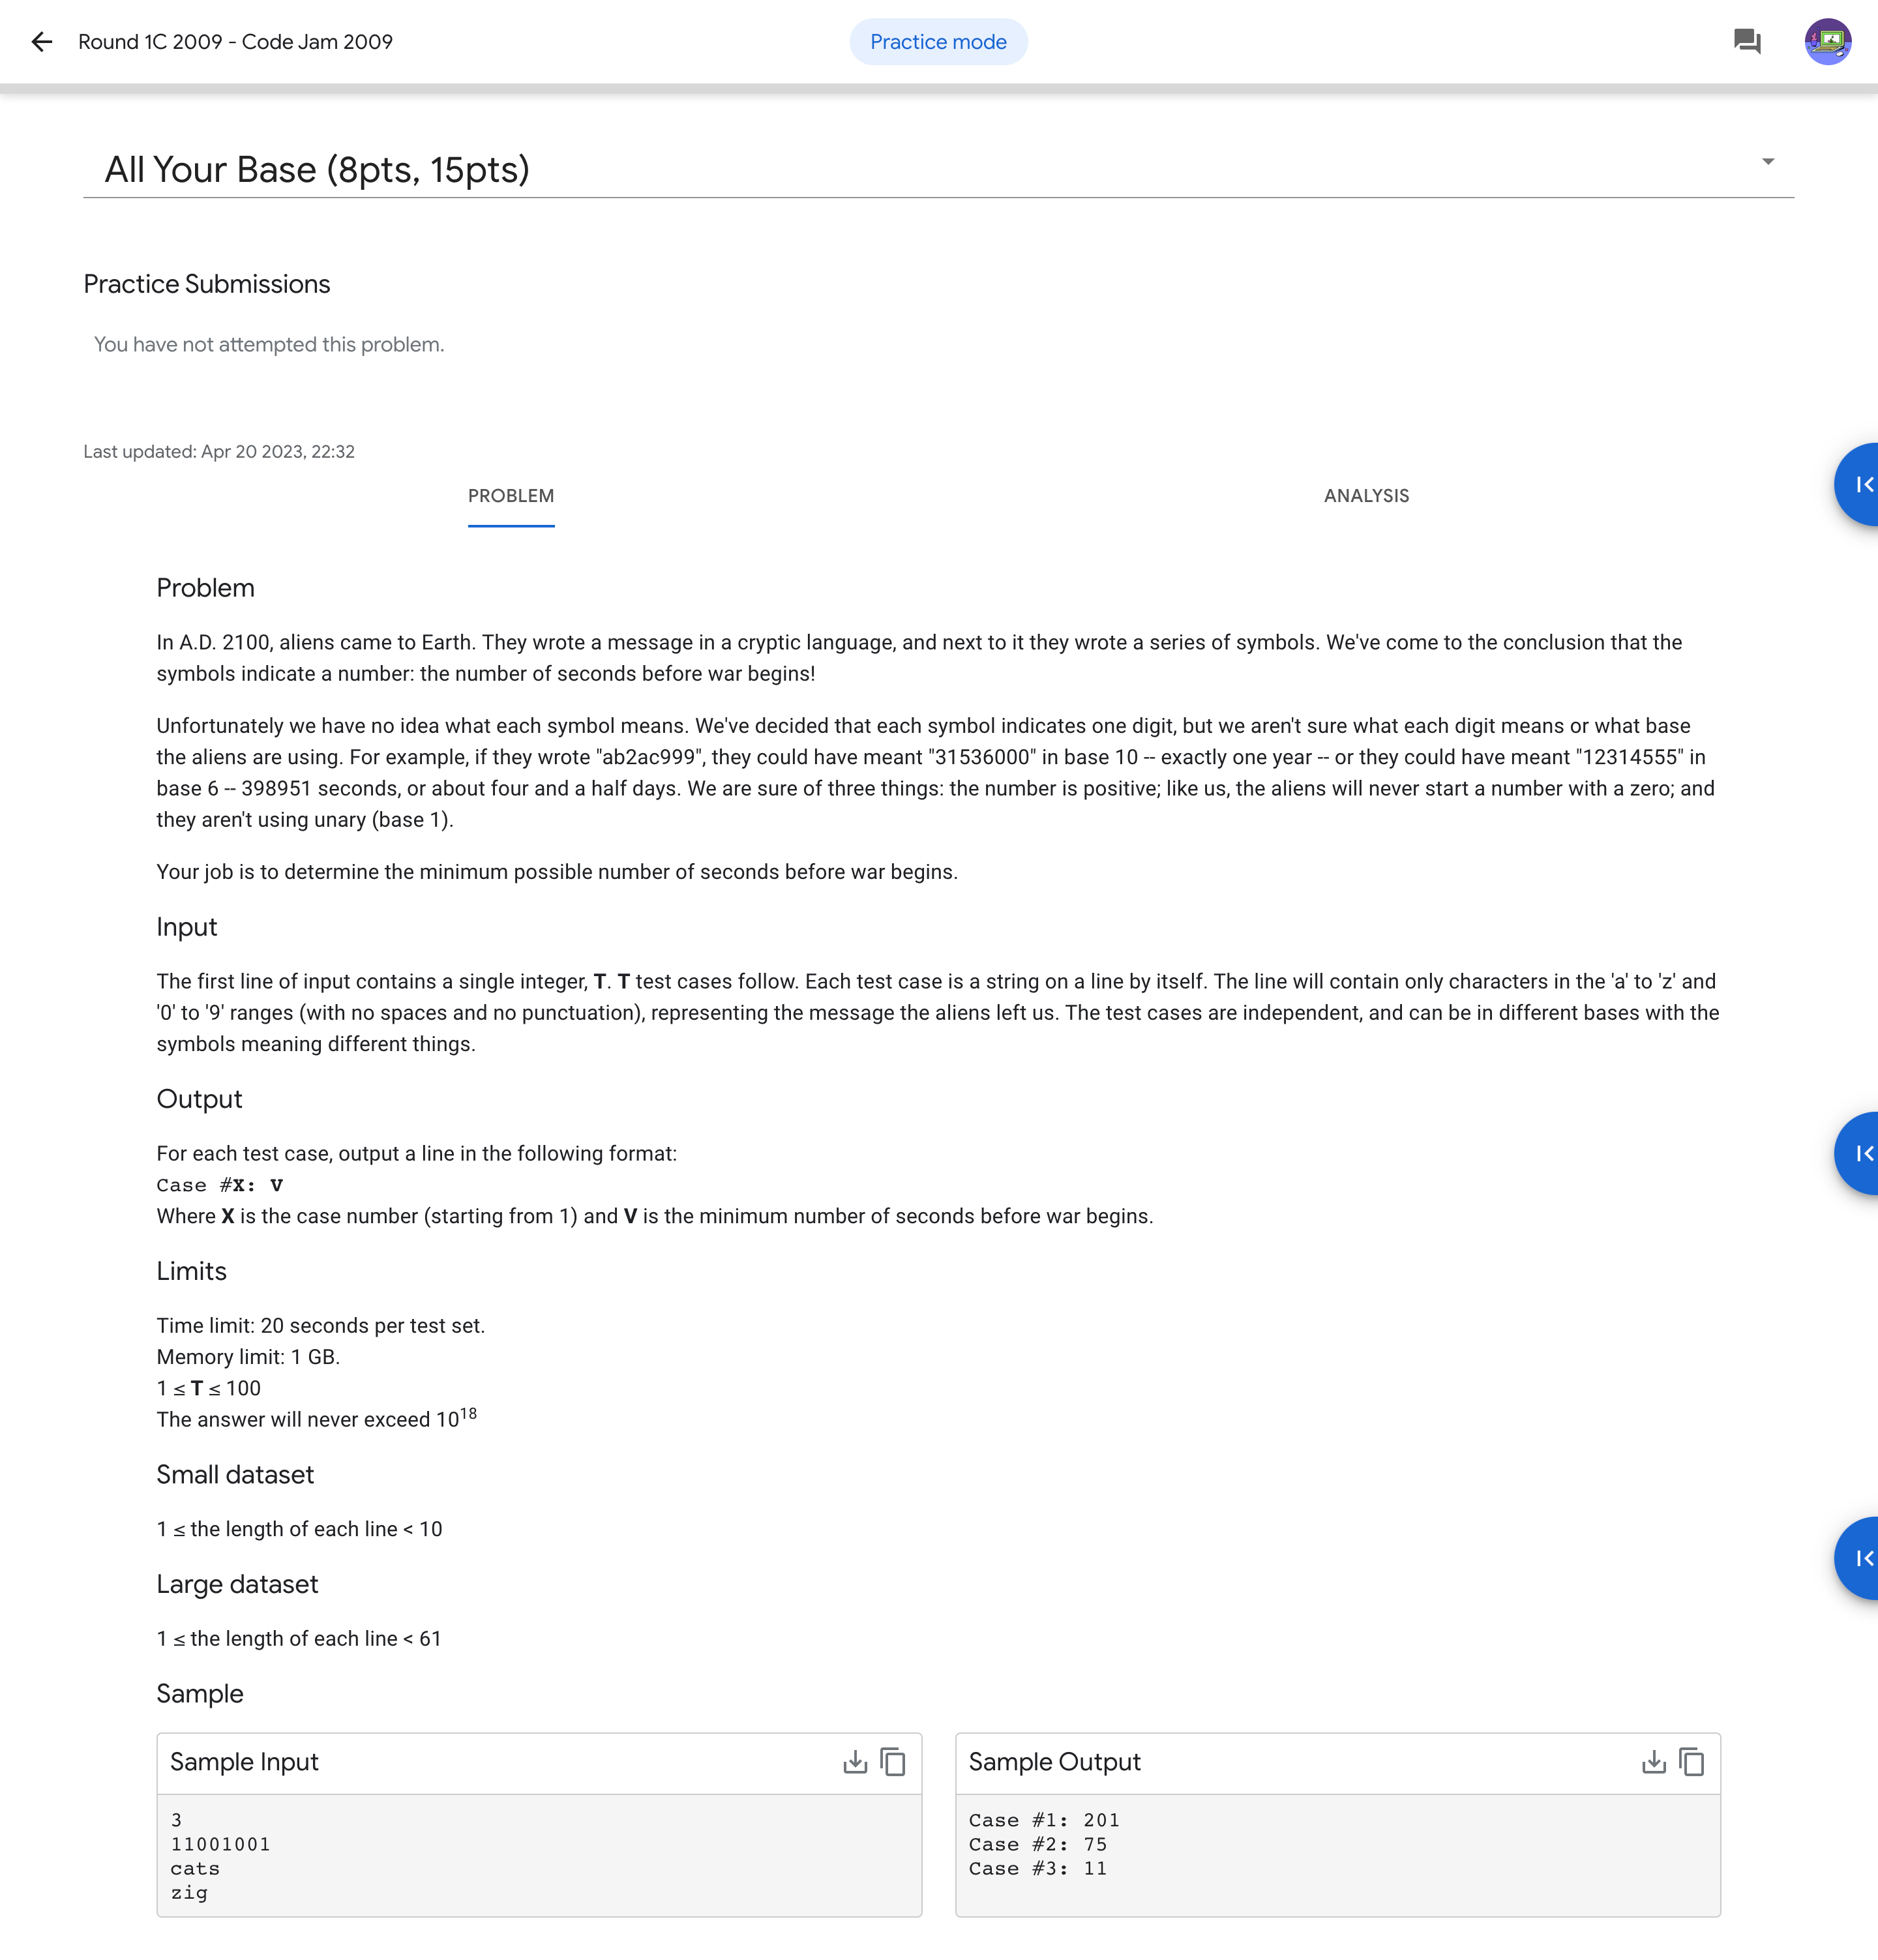 Round 1C 2009 - Code Jam 2009
Practice mode
All Your Base (8pts, 15pts)
Practice Submissions
You have not attempted this problem.
Last updated: Apr 20 2023, 22:32
PROBLEM
ANALYSIS
Problem
In A.D. 2100, aliens came to Earth. They wrote a message in a cryptic language, and next to it they wrote a series of symbols. We've come to the conclusion that the
symbols indicate a number: the number of seconds before war begins!
Unfortunately we have no idea what each symbol means. We've decided that each symbol indicates one digit, but we aren't sure what each digit means or what base
the aliens are using. For example, if they wrote "ab2ac999", they could have meant "31536000" in base 10 -- exactly one year -- or they could have meant "12314555" in
base 6 -- 398951 seconds, or about four and a half days. We are sure of three things: the number is positive; like us, the aliens will never start a number with a zero; and
they aren't using unary (base 1).
Your job is to determine the minimum possible number of seconds before war begins.
Input
The first line of input contains a single integer, T. T test cases follow. Each test case is a string on a line by itself. The line will contain only characters in the 'a' to 'z' and
'0' to '9' ranges (with no spaces and no punctuation), representing the message the aliens left us. The test cases are independent, and can be in different bases with the
symbols meaning different things.
Output
For each test case, output a line in the following format:
Case #X: V
Where X is the case number (starting from 1) and V is the minimum number of seconds before war begins.
Limits
Time limit: 20 seconds per test set.
Memory limit: 1 GB.
1 ≤ T ≤ 100
The answer will never exceed 10¹⁸
Small dataset
1 ≤ the length of each line < 10
Large dataset
1 ≤ the length of each line < 61
Sample
Sample Input
3
11001001
cats
zig
Sample Output
Case #1: 201
Case #2: 75
Case #3: 11